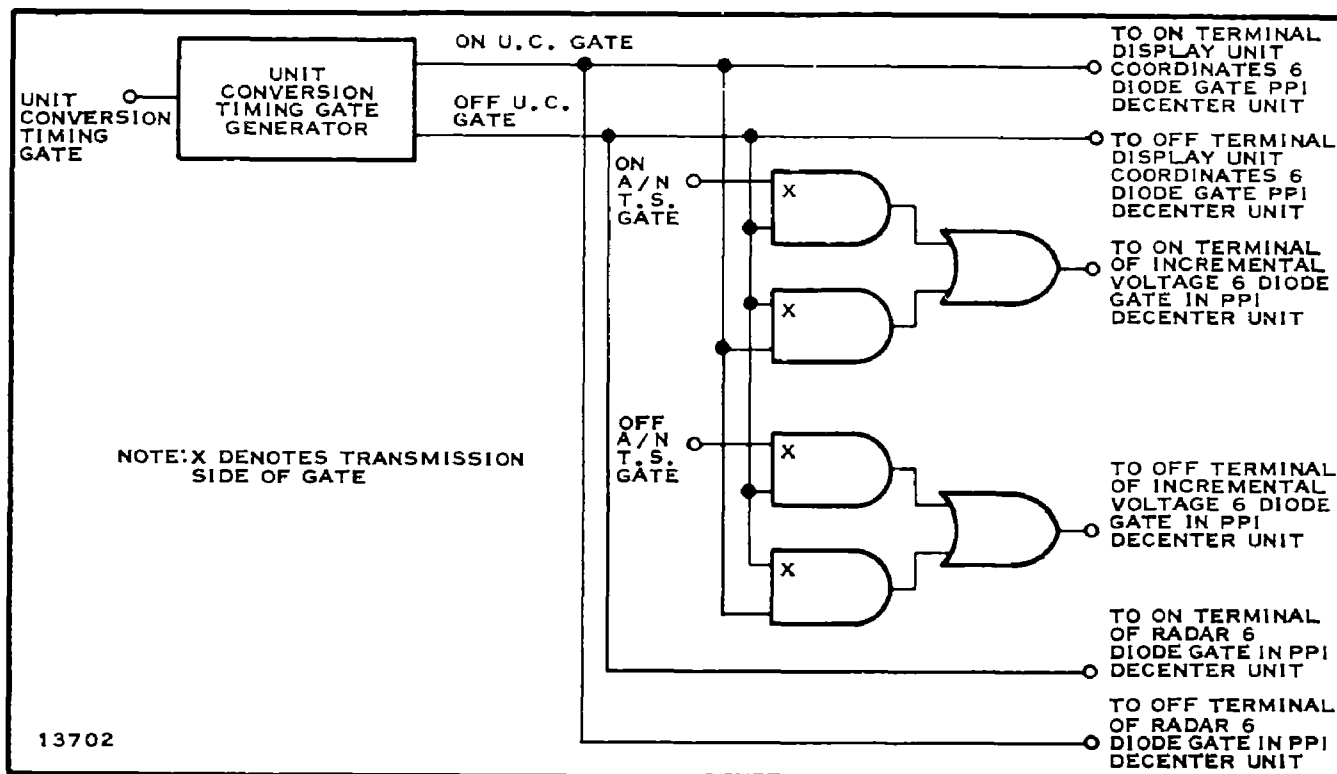 ON U.C. GATE
UNIT
CONVERSION
TIMING GATE
GENERATOR
UNIT
CONVERSION
TIMING
GATE
OFF U.C.
GATE
TO ON TERMINAL
DISPLAY UNIT
COORDINATES 6
DIODE GATE PPI
DECENTER UNIT
TO OFF TERMINAL
DISPLAY UNIT
COORDINATES 6
DIODE GATE PPI
DECENTER UNIT
ON
A/N
T.S.
GATE
X
X
TO ON TERMINAL
OF INCREMENTAL
VOLTAGE 6 DIODE
GATE IN PPI
DECENTER UNIT
OFF
A/N
T.S.
GATE
X
X
TO OFF TERMINAL
OF INCREMENTAL
VOLTAGE 6 DIODE
GATE IN PPI
DECENTER UNIT
NOTE: X DENOTES TRANSMISSION
SIDE OF GATE
TO ON TERMINAL
OF RADAR 6
DIODE GATE IN PPI
DECENTER UNIT
TO OFF TERMINAL
OF RADAR 6
DIODE GATE IN PPI
DECENTER UNIT
13702